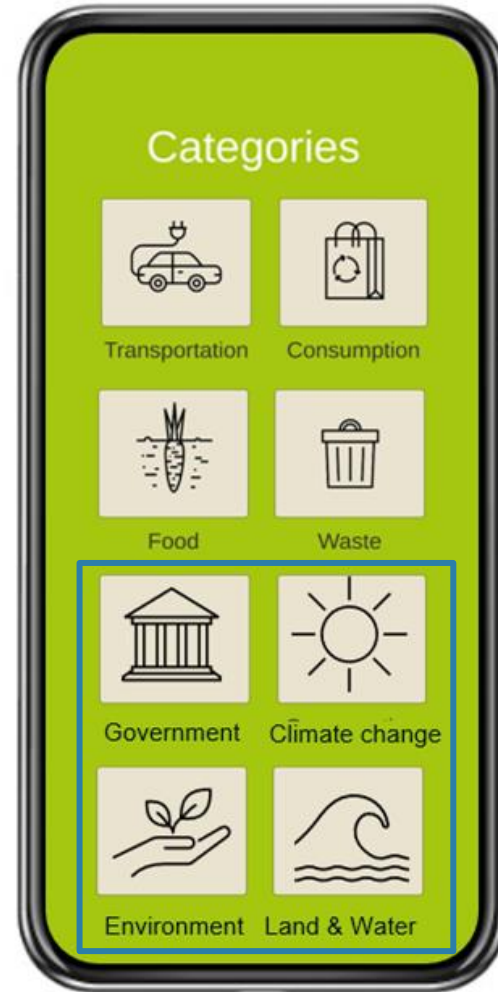 Categories
Transportation Consumption
Food Waste
Government Climate change
Environment Land & Water